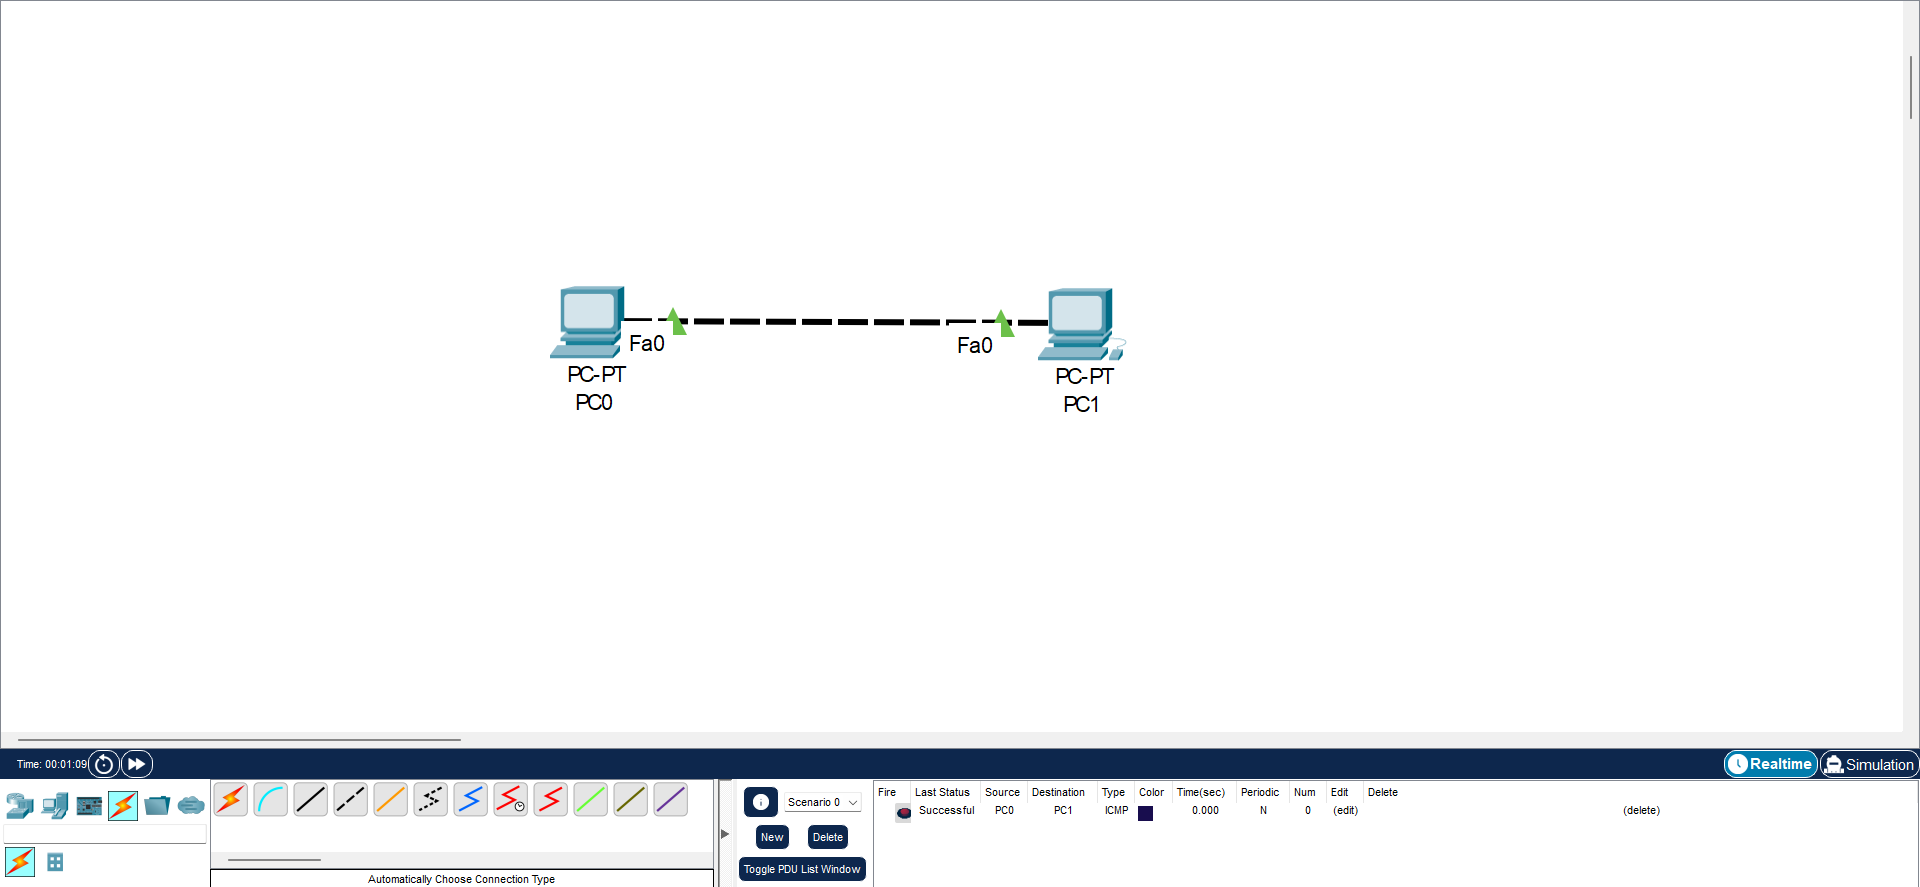 Fa0
Fa0
PC-PT
PC0
PC-PT
PC1
Time: 00:01:09
Realtime
Simulation
Scenario 0
New
Delete
Toggle PDU List Window
Fire Last Status Source Destination Type Color Time(sec) Periodic Num Edit Delete
Successful PC0 PC1 ICMP 0.000 N 0 (edit) (delete)
Automatically Choose Connection Type